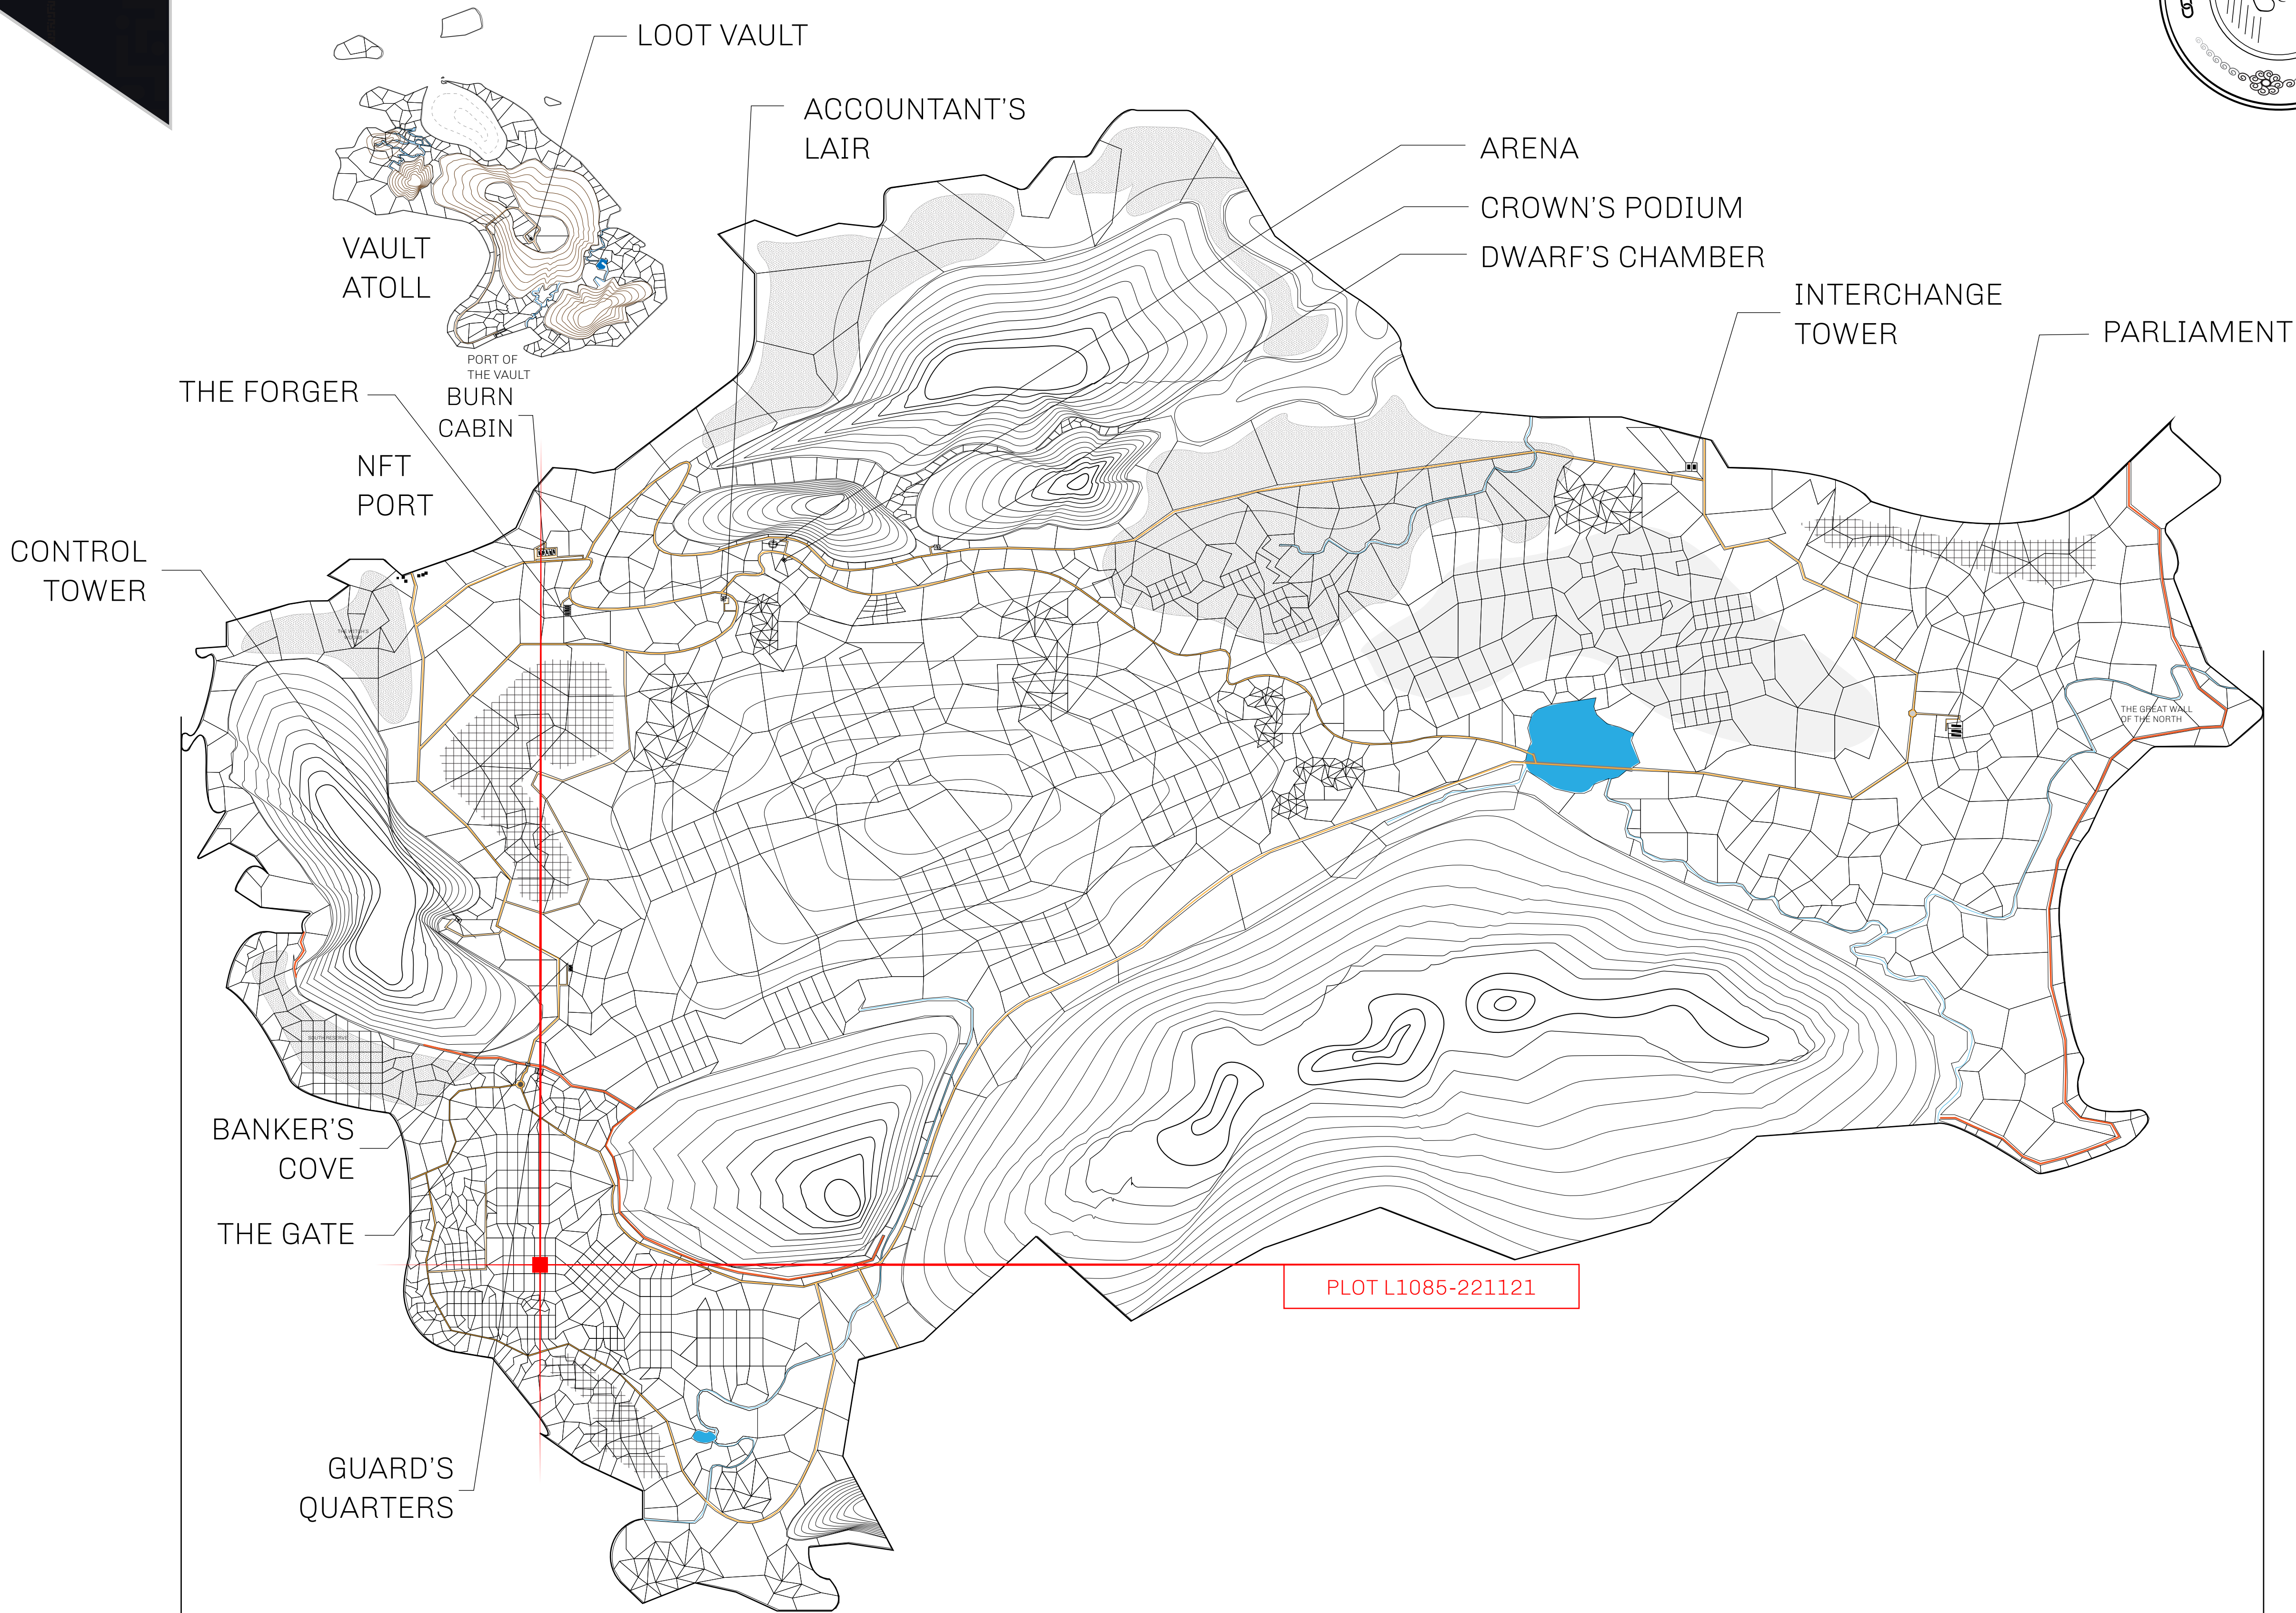 LOOT VAULT
ACCOUNTANT'S
LAIR
ARENA
CROWN'S PODIUM
DWARF'S CHAMBER
VAULT
ATOLL
INTERCHANGE
TOWER
PARLIAMENT
PORT OF
THE VAULT
THE FORGER
BURN
CABIN
NFT
PORT
CONTROL
TOWER
THE GREAT WALL
OF THE NORTH
SOUTH RESERVE
BANKER'S
COVE
THE GATE
PLOT L1085-221121
GUARD'S
QUARTERS